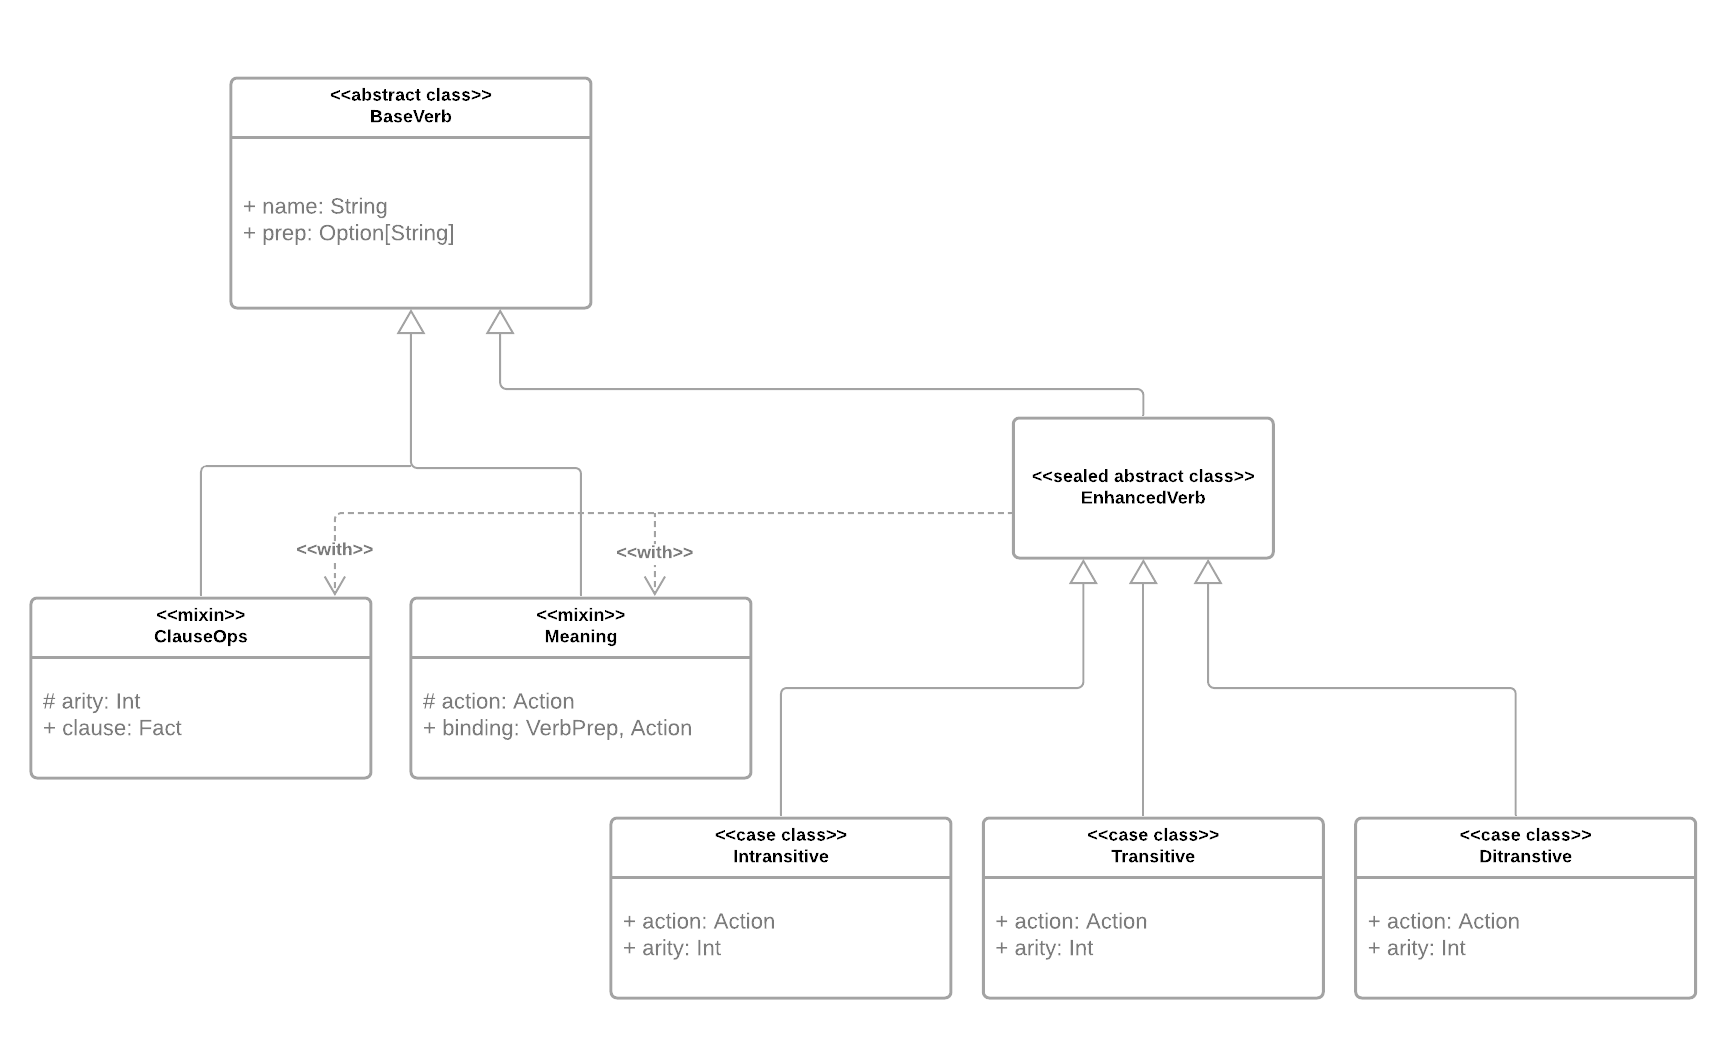 <<abstract class>>
BaseVerb
+ name: String
+ prep: Option[String]
<<sealed abstract class>>
EnhancedVerb
<<with>>
<<with>>
<<mixin>>
ClauseOps
# arity: Int
+ clause: Fact
<<mixin>>
Meaning
# action: Action
+ binding: VerbPrep, Action
<<case class>>
Intransitive
+ action: Action
+ arity: Int
<<case class>>
Transitive
+ action: Action
+ arity: Int
<<case class>>
Ditranstive
+ action: Action
+ arity: Int